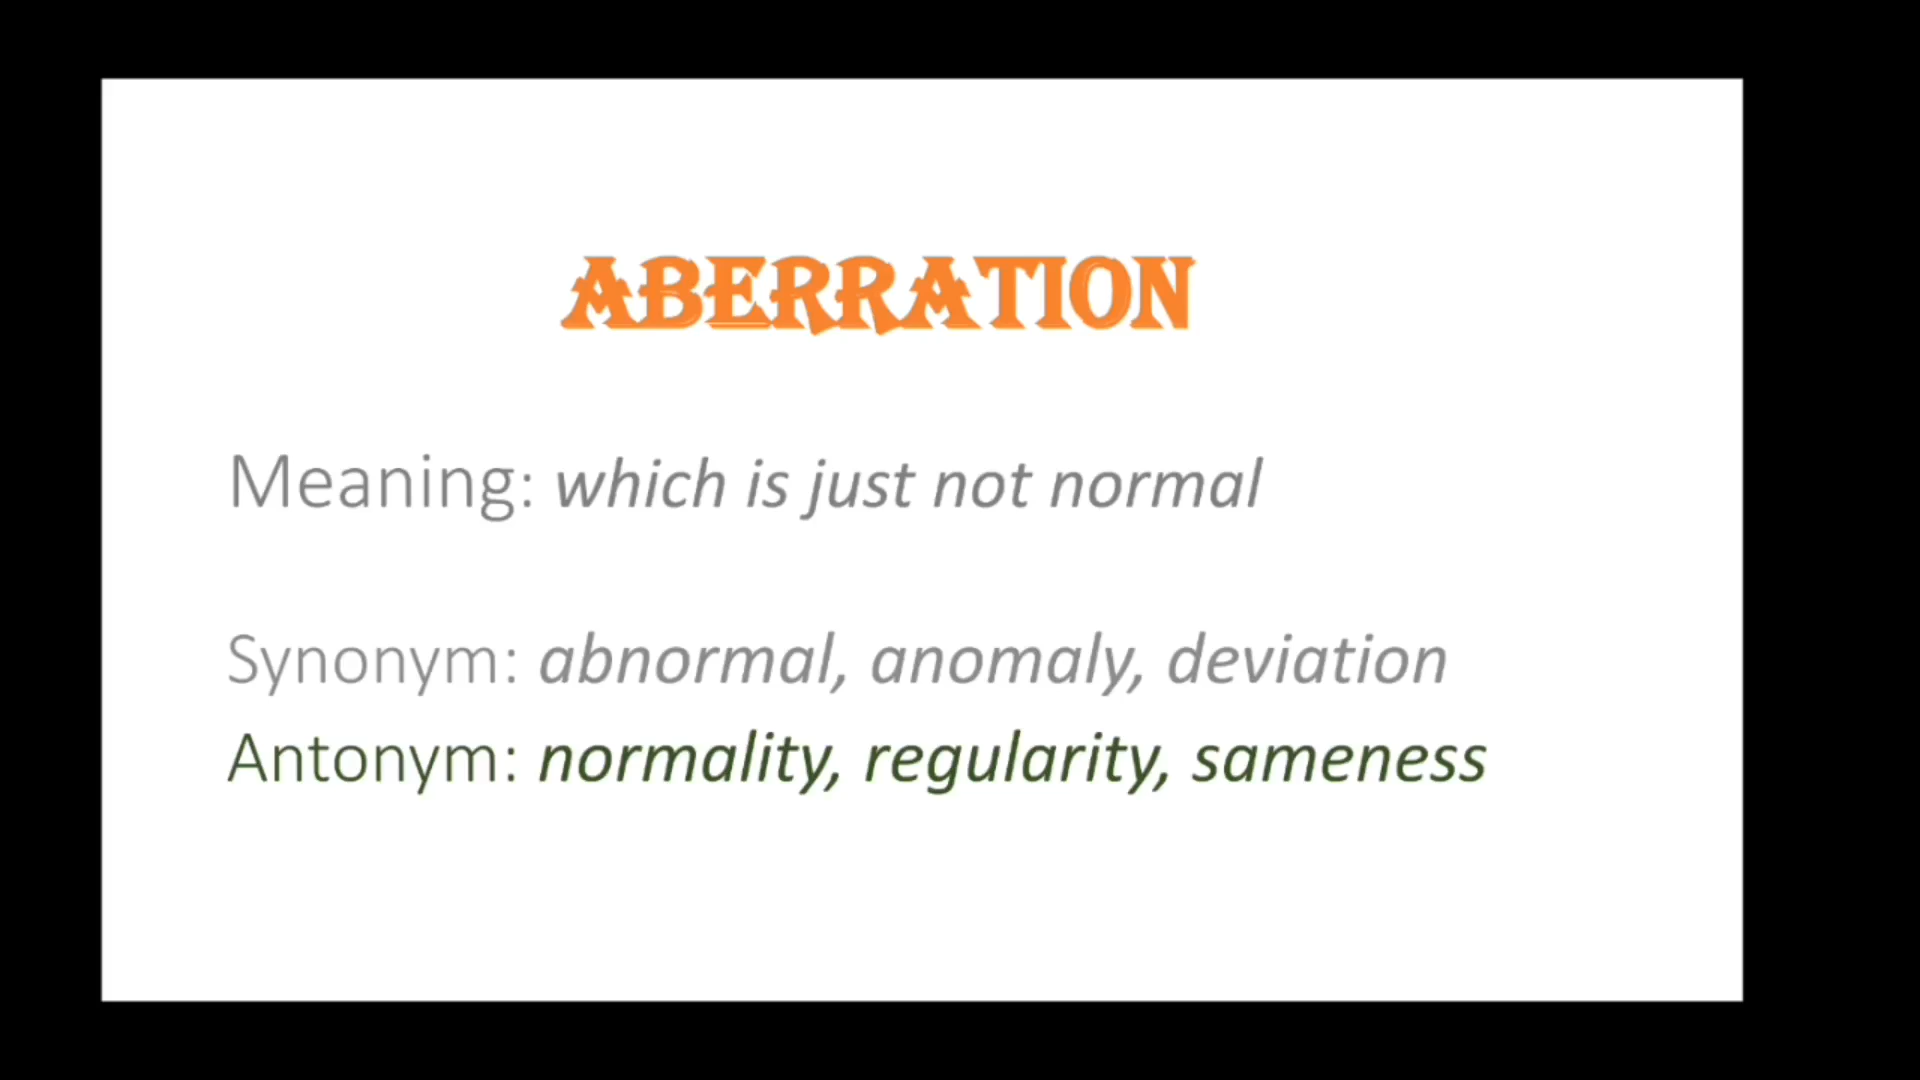 ABERRATION
Meaning: which is just not normal
Synonym: abnormal, anomaly, deviation
Antonym: normality, regularity, sameness